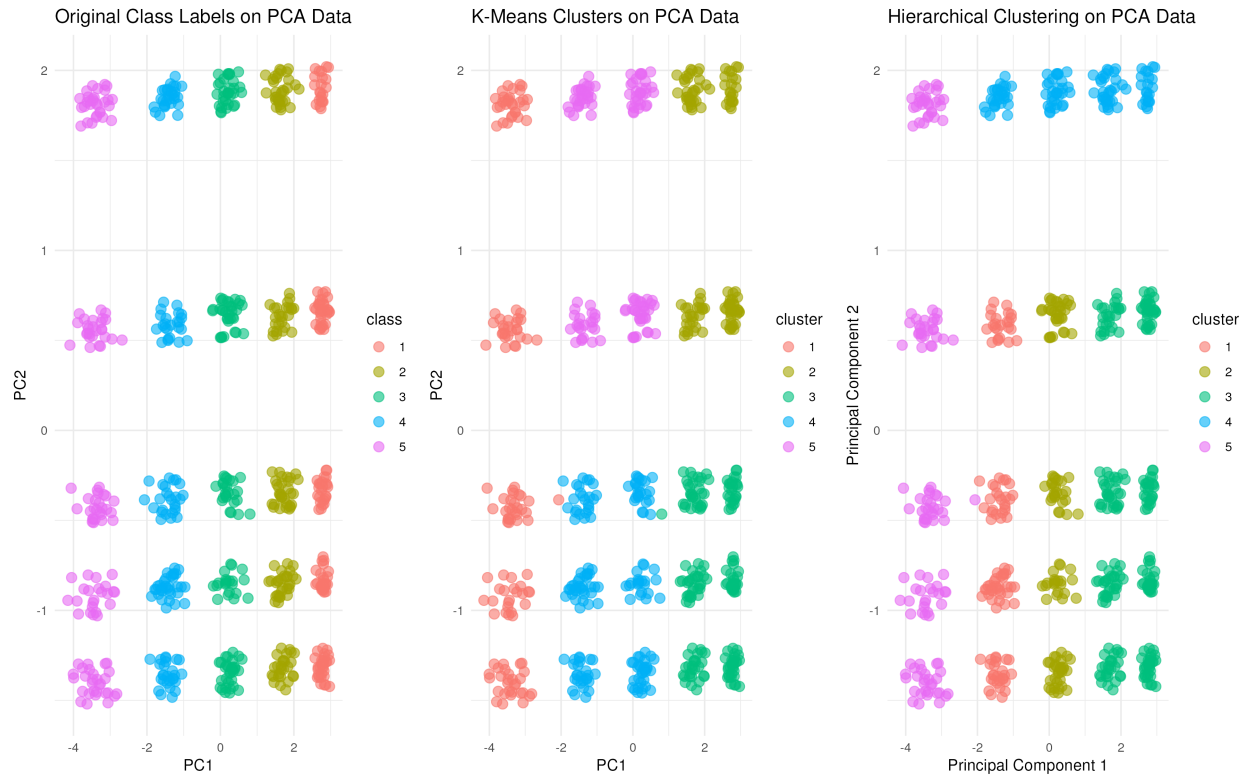 Original Class Labels on PCA Data
2
1
0
-1
-4 -2 0 2
PC1
PC2
class
1
2
3
4
5
K-Means Clusters on PCA Data
2
1
0
-1
-4 -2 0 2
PC1
PC2
cluster
1
2
3
4
5
Hierarchical Clustering on PCA Data
2
1
0
-1
-4 -2 0 2
Principal Component 1
Principal Component 2
cluster
1
2
3
4
5